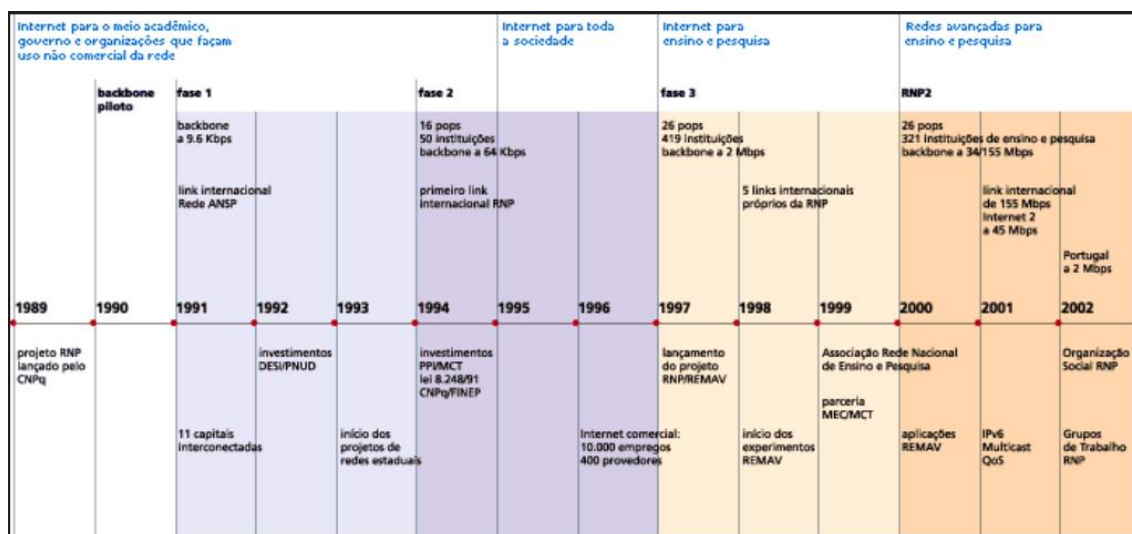 Internet para o meio acadêmico,
governo e organizações que façam
uso não comercial da rede
Internet para toda
a sociedade
Internet para
ensino e pesquisa
Redes avançadas para
ensino e pesquisa
backbone
piloto
fase 1
fase 2
fase 3
RNP2
backbone
a 9.6 Kbps
16 pops
50 instituições
backbone a 64 Kbps
26 pops
419 instituições
backbone a 2 Mbps
26 pops
321 instituições de ensino e pesquisa
backbone a 34/155 Mbps
link internacional
Rede ANSP
primeiro link
internacional RNP
5 links internacionais
próprios da RNP
link internacional
de 155 Mbps
Internet 2
a 45 Mbps
Portugal
a 2 Mbps
1989 1990 1991 1992 1993 1994 1995 1996 1997 1998 1999 2000 2001 2002
projeto RNP
lançado pelo
CNPq
investimentos
DESI/PNUD
investimentos
PPI/MCT
lei 8.248/91
CNPq/FINEP
lançamento
do projeto
RNP/REMAV
Associação Rede Nacional
de Ensino e Pesquisa
parceria
MEC/MCT
Organização
Social RNP
11 capitais
interconectadas
início dos
projetos de
redes estaduais
Internet comercial:
10.000 empregos
400 provedores
início dos
experimentos
REMAV
aplicações
REMAV
IPv6
Multicast
QoS
Grupos
de Trabalho
RNP